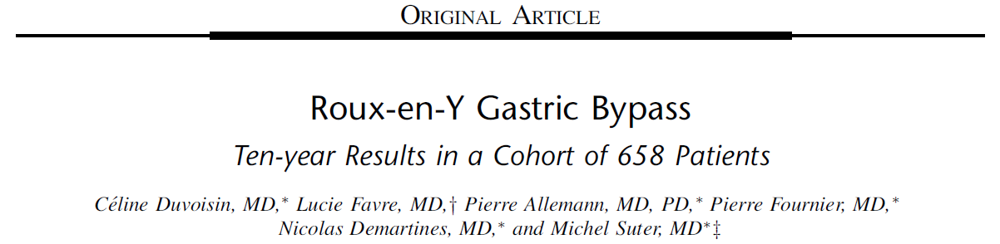 ORIGINAL ARTICLE
Roux-en-Y Gastric Bypass
Ten-year Results in a Cohort of 658 Patients
Céline Duvoisin, MD,* Lucie Favre, MD,† Pierre Allemann, MD, PD,* Pierre Fournier, MD,*
Nicolas Demartines, MD,* and Michel Suter, MD*‡